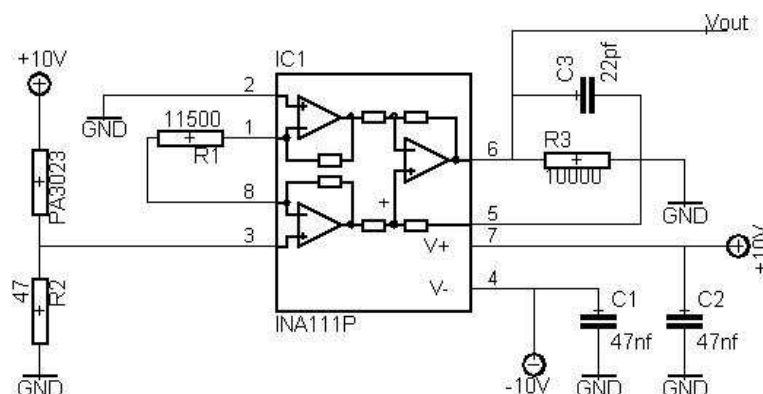 Vout
+10V
IC1
C3
22pf
2
GND
11500
1
R1
6
R3
10000
GND
PA3023
8
5
3
V+
7
+10V
47
R2
V-
4
INA111P
C1
47nf
C2
47nf
GND
-10V
GND
GND